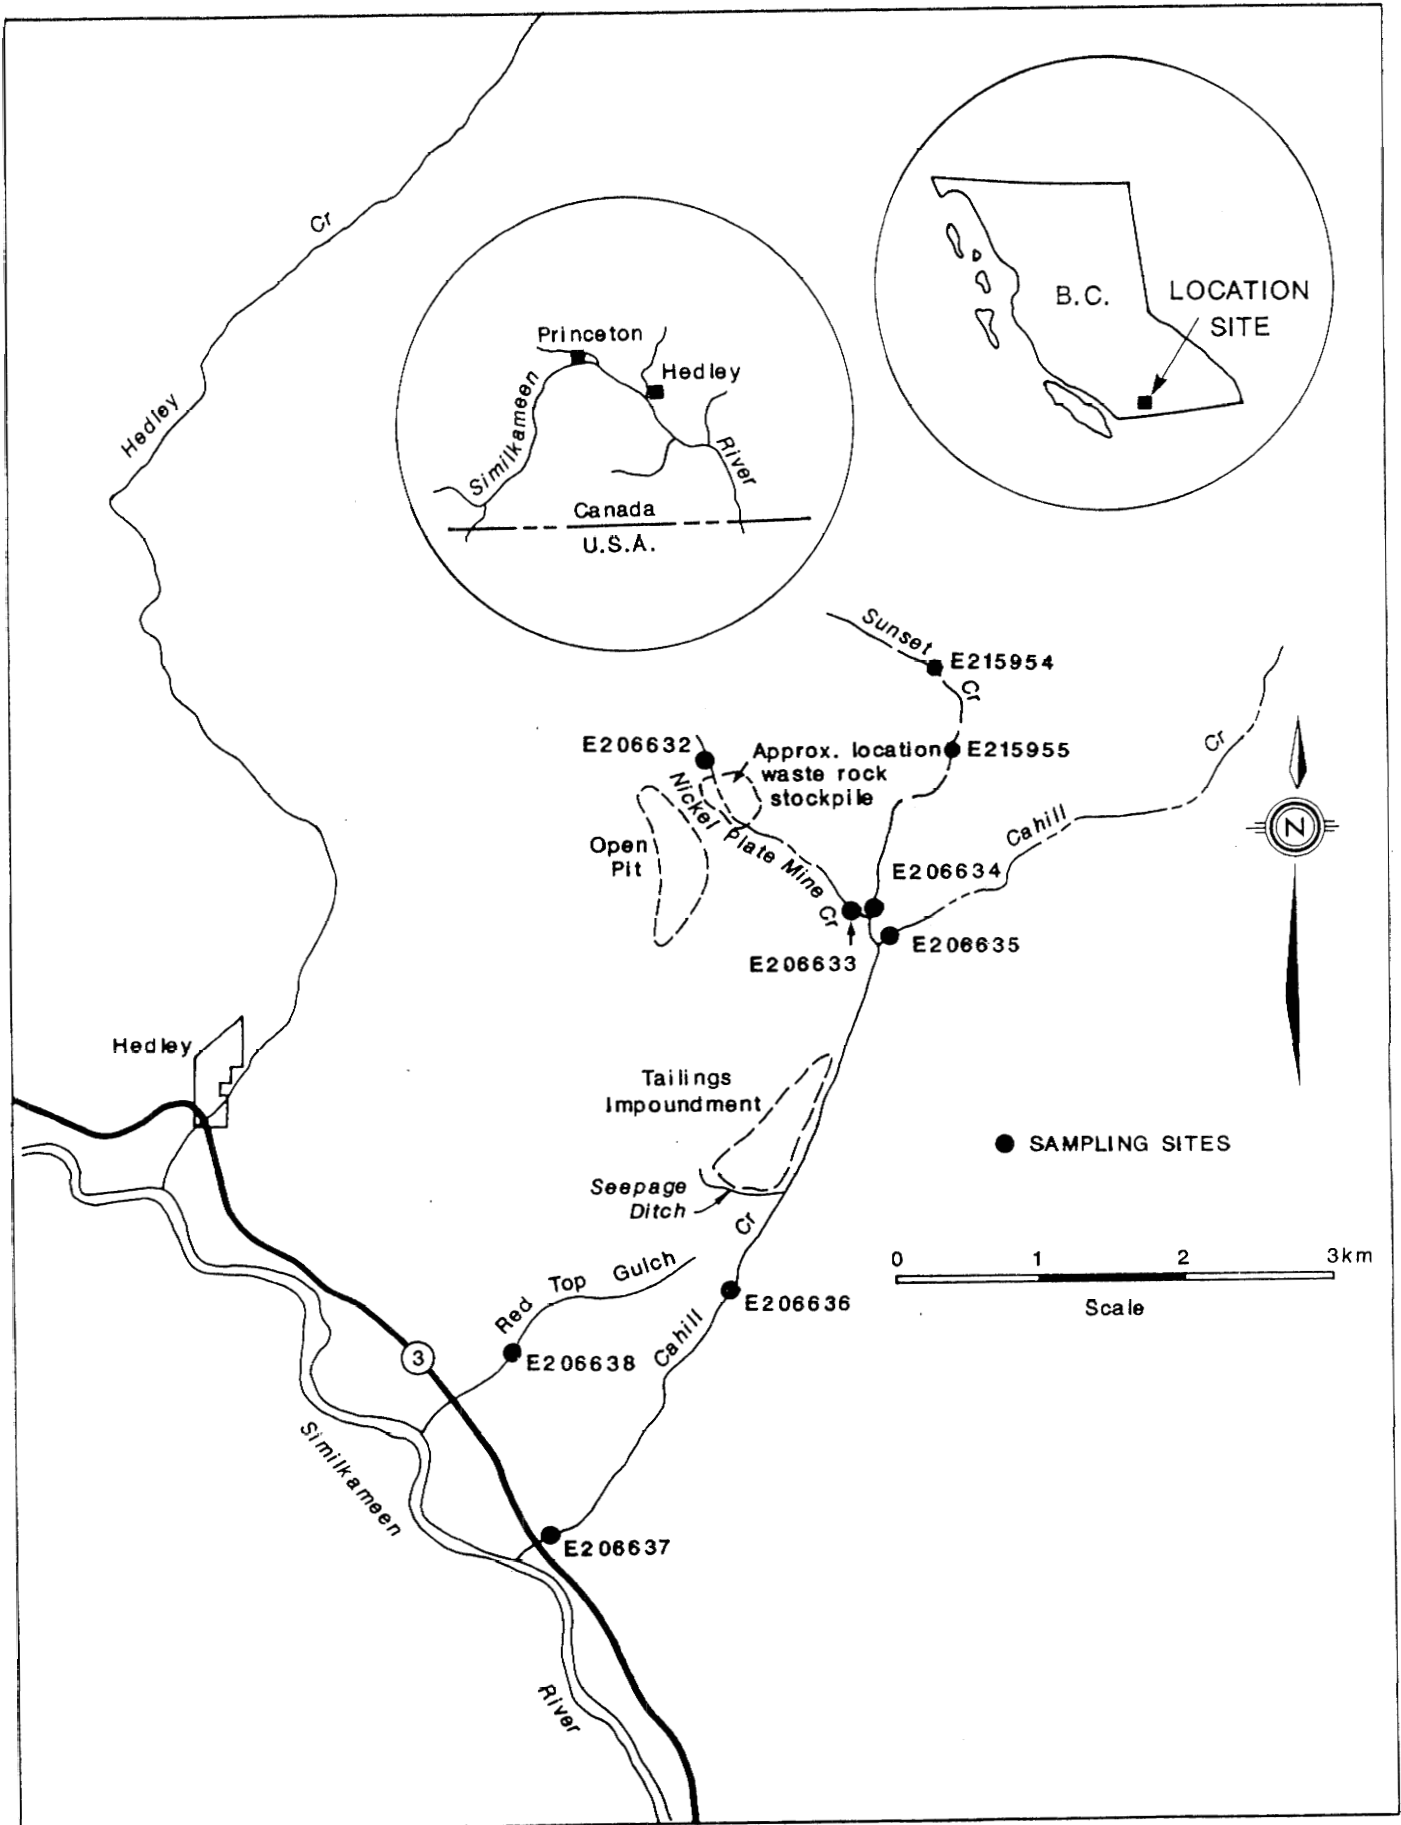 Cr
Hedley
B.C.
LOCATION
SITE
Princeton
Hedley
Similkameen
River
Canada
U.S.A.
Sunset
Cr
E215954
E206632
Approx. location
waste rock
stockpile
E215955
Nickel Plate Mine Cr
Open
Pit
Cahill
Cr
E206634
E206635
E206633
N
Hedley
Tailings
Impoundment
SAMPLING SITES
Seepage
Ditch
Cr
0 1 2 3km
Scale
Red Top Gulch
E206636
Cahill
E206638
3
Similkameen
E206637
River